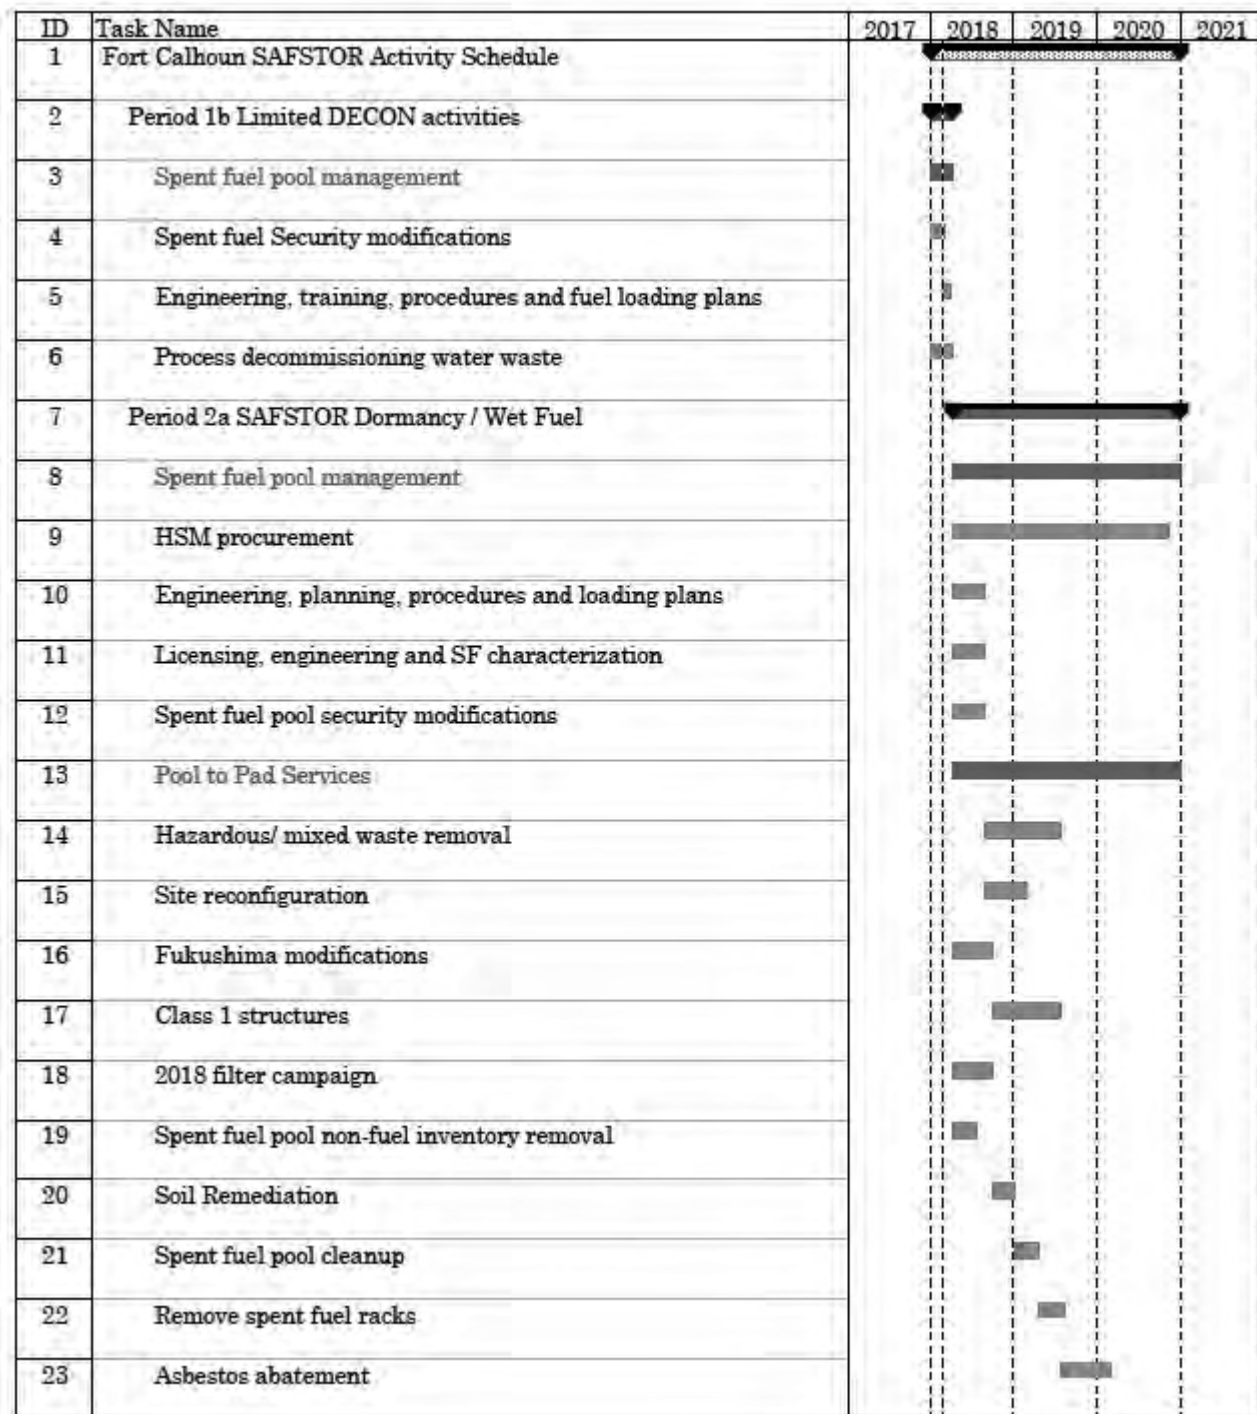 ID Task Name 2017 2018 2019 2020 2021
1 Fort Calhoun SAFSTOR Activity Schedule
2 Period 1b Limited DECON activities
3 Spent fuel pool management
4 Spent fuel Security modifications
5 Engineering, training, procedures and fuel loading plans
6 Process decommissioning water waste
7 Period 2a SAFSTOR Dormancy / Wet Fuel
8 Spent fuel pool management
9 HSM procurement
10 Engineering, planning, procedures and loading plans
11 Licensing, engineering and SF characterization
12 Spent fuel pool security modifications
13 Pool to Pad Services
14 Hazardous/ mixed waste removal
15 Site reconfiguration
16 Fukushima modifications
17 Class 1 structures
18 2018 filter campaign
19 Spent fuel pool non-fuel inventory removal
20 Soil Remediation
21 Spent fuel pool cleanup
22 Remove spent fuel racks
23 Asbestos abatement